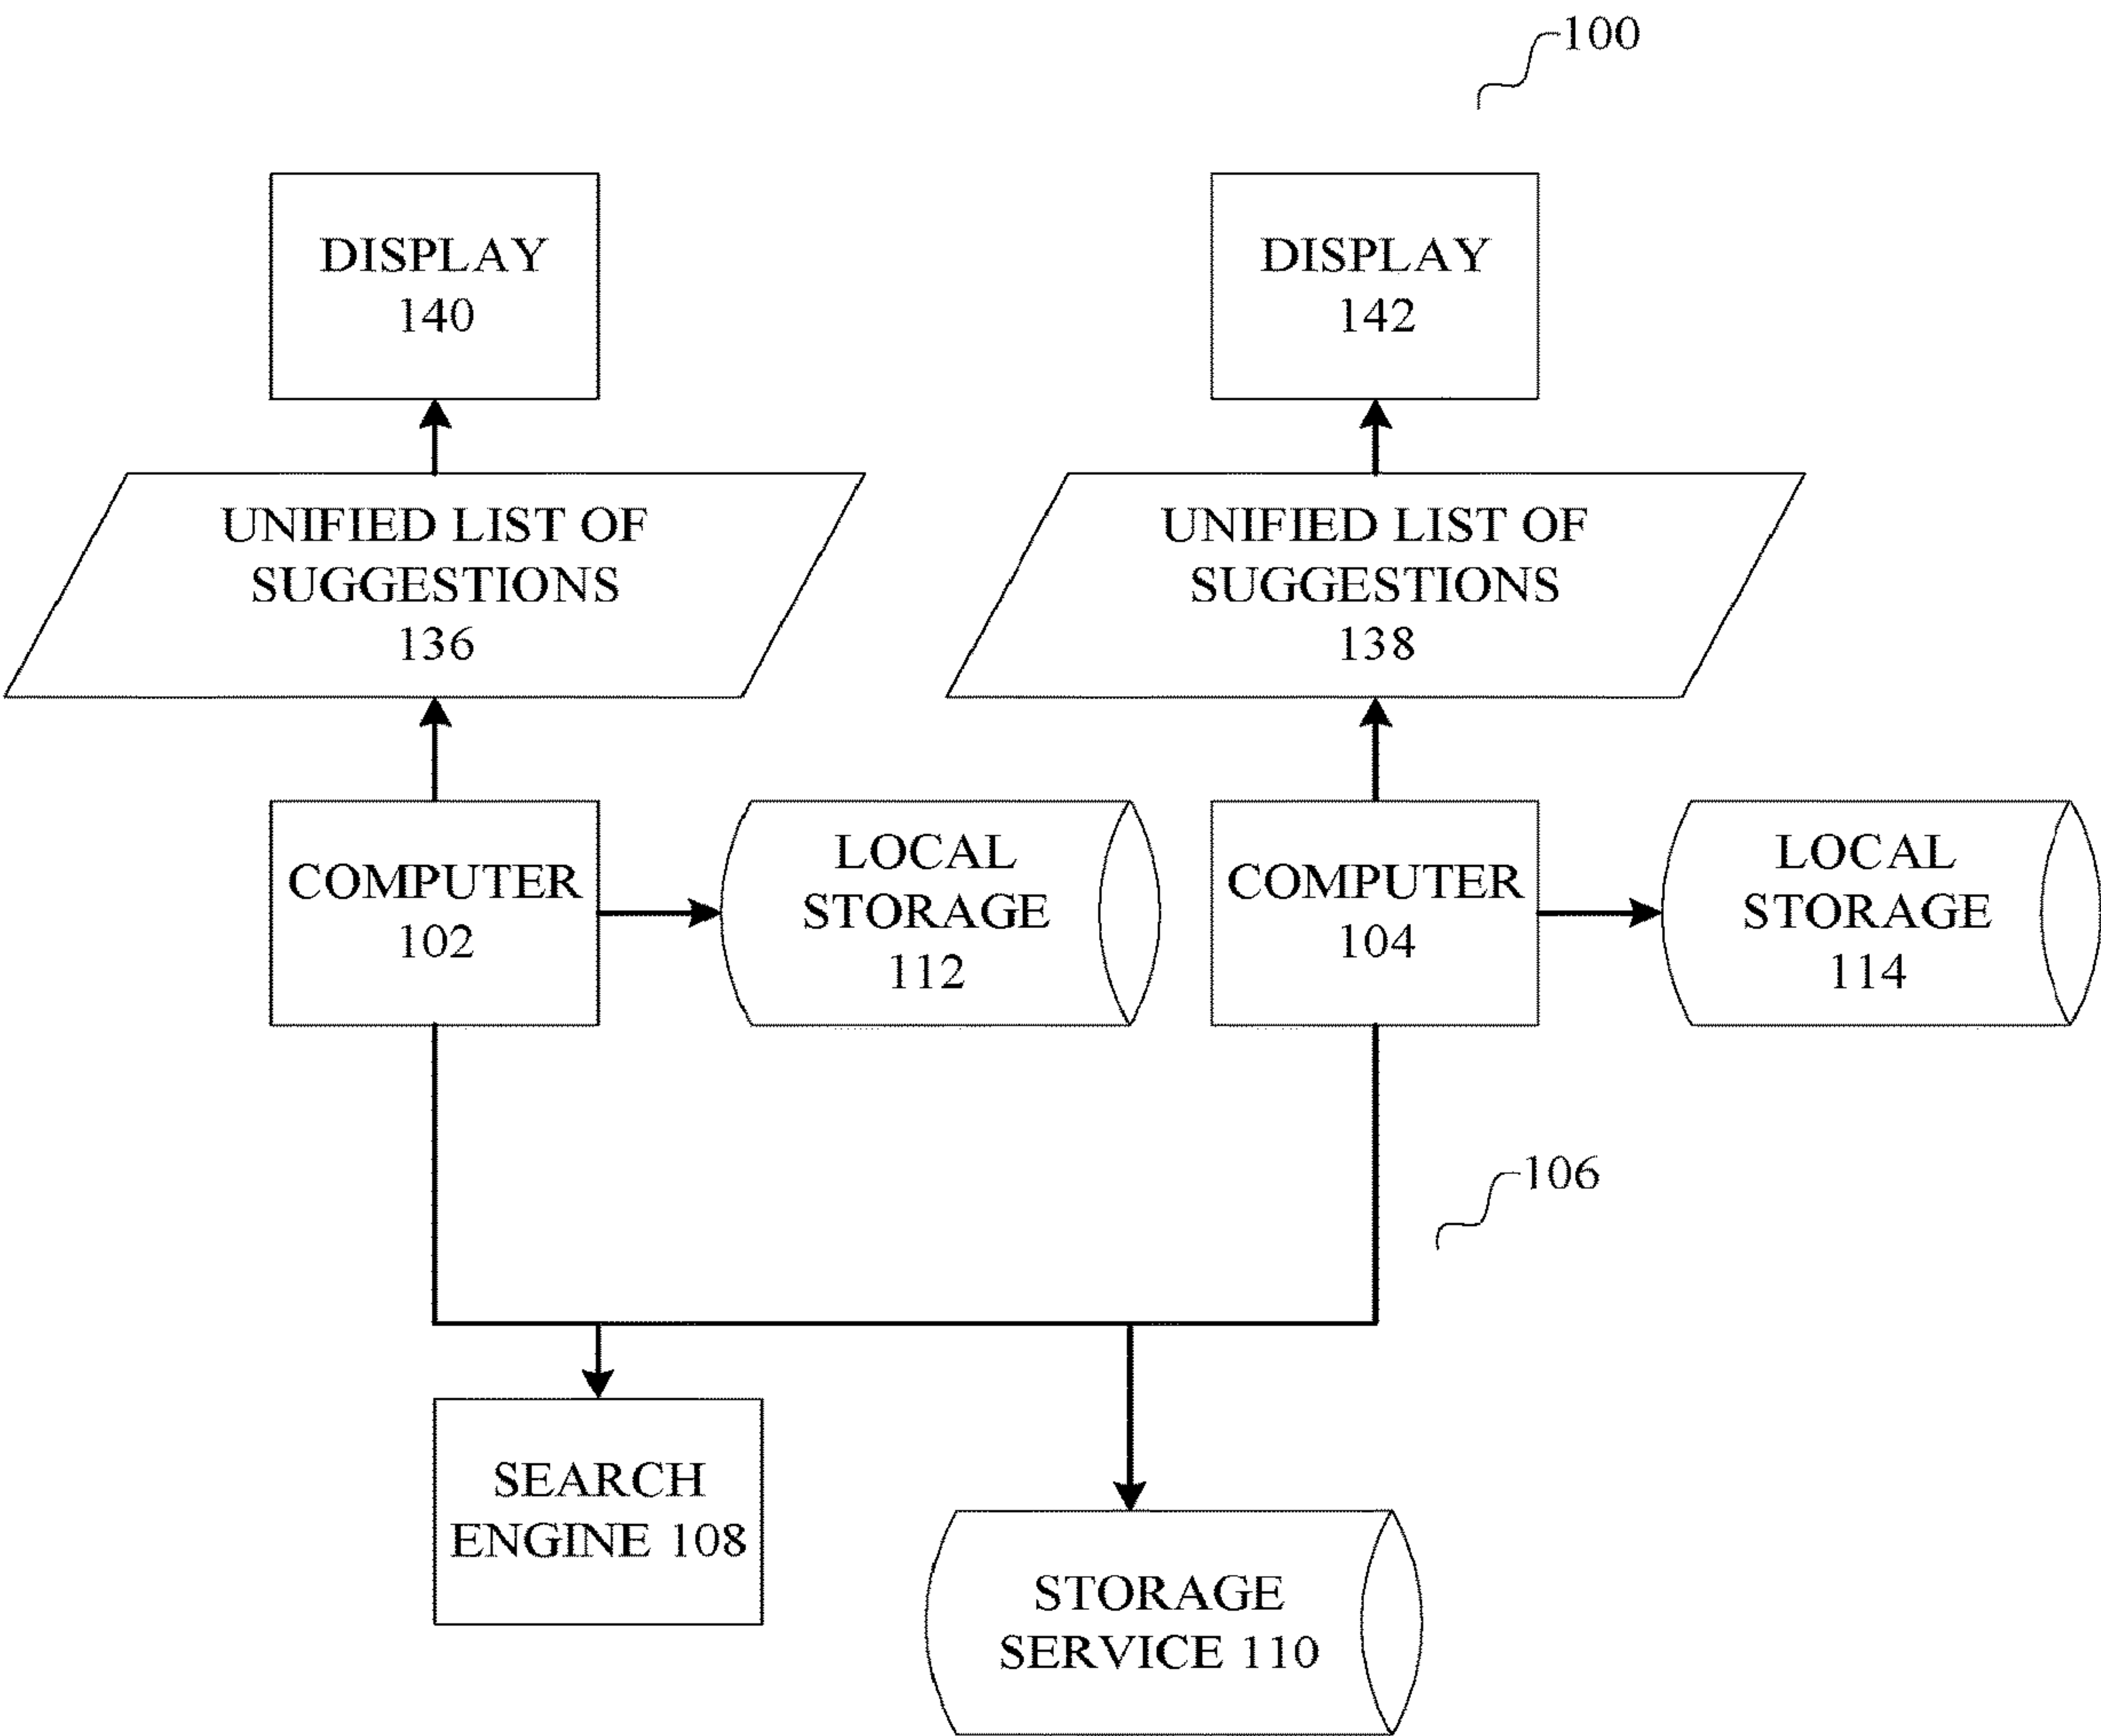 100
DISPLAY
140
DISPLAY
142
UNIFIED LIST OF
SUGGESTIONS
136
UNIFIED LIST OF
SUGGESTIONS
138
COMPUTER
102
LOCAL
STORAGE
112
COMPUTER
104
LOCAL
STORAGE
114
106
SEARCH
ENGINE 108
STORAGE
SERVICE 110